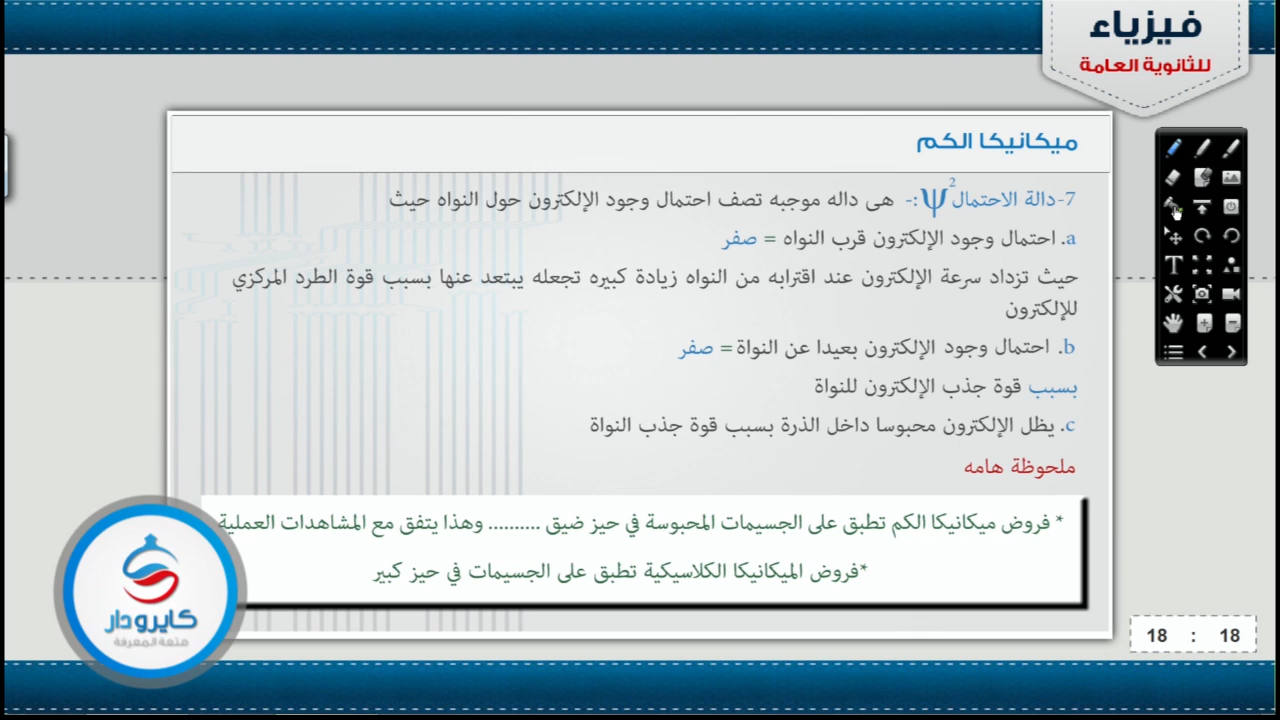 فيزياء
للثانوية العامة
ميكانيكا الكم
7-دالة الاحتمال ψ² :- هى داله موجبه تصف احتمال وجود الإلكترون حول النواه حيث
a. احتمال وجود الإلكترون قرب النواه = صفر
حيث تزداد سرعة الإلكترون عند اقترابه من النواه زيادة كبيره تجعله يبتعد عنها بسبب قوة الطرد المركزي
للإلكترون
b. احتمال وجود الإلكترون بعيدا عن النواة = صفر
بسبب قوة جذب الإلكترون للنواة
c. يظل الإلكترون محبوسا داخل الذرة بسبب قوة جذب النواة
ملحوظة هامه
* فروض ميكانيكا الكم تطبق على الجسيمات المحبوسة في حيز ضيق .......... وهذا يتفق مع المشاهدات العملية
*فروض الميكانيكا الكلاسيكية تطبق على الجسيمات في حيز كبير
كايرودار
متعة المعرفة
18 : 18